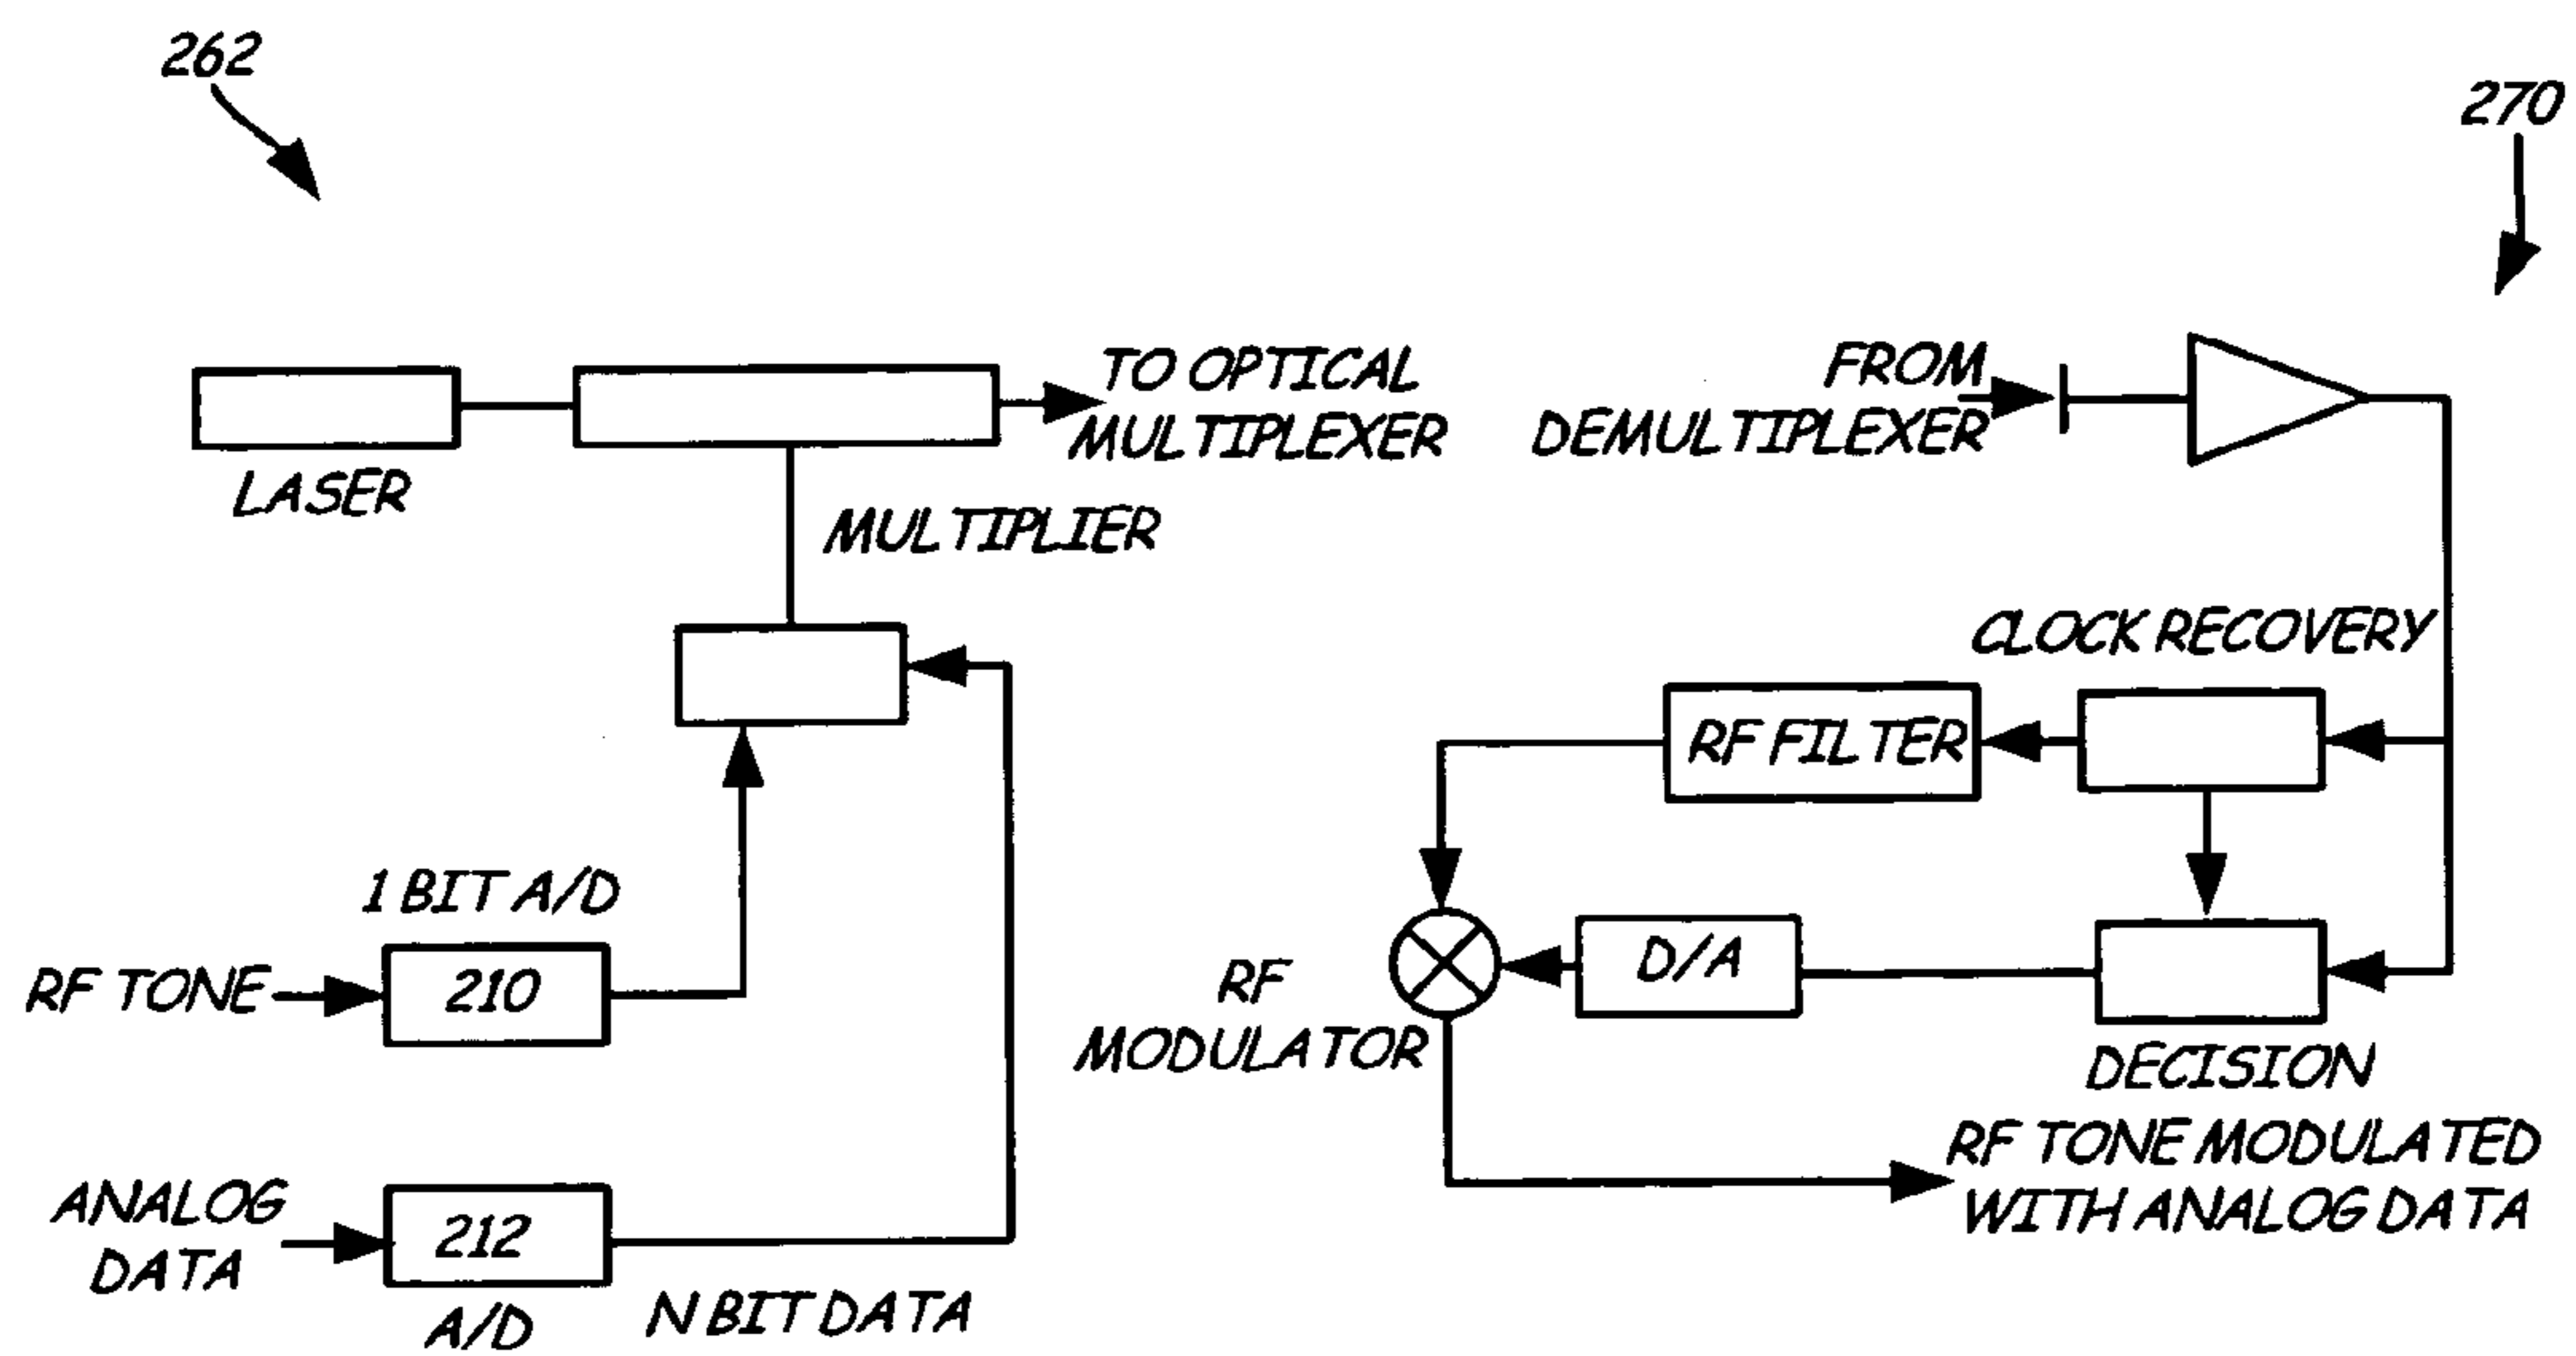 262
270
TO OPTICAL
MULTIPLEXER
FROM
DEMULTIPLEXER
LASER
MULTIPLIER
CLOCK RECOVERY
RF FILTER
1 BIT A/D
RF TONE
210
RF
MODULATOR
D/A
DECISION
RF TONE MODULATED
WITH ANALOG DATA
ANALOG
DATA
212
A/D
N BIT DATA